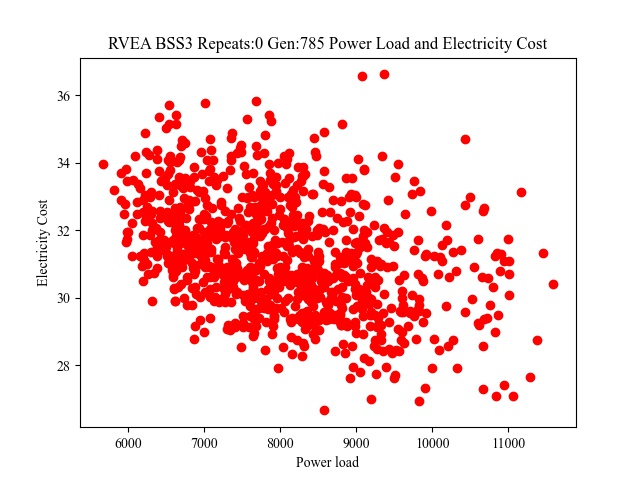 RVEA BSS3 Repeats:0 Gen:785 Power Load and Electricity Cost
Electricity Cost
36
34
32
30
28
6000 7000 8000 9000 10000 11000
Power load